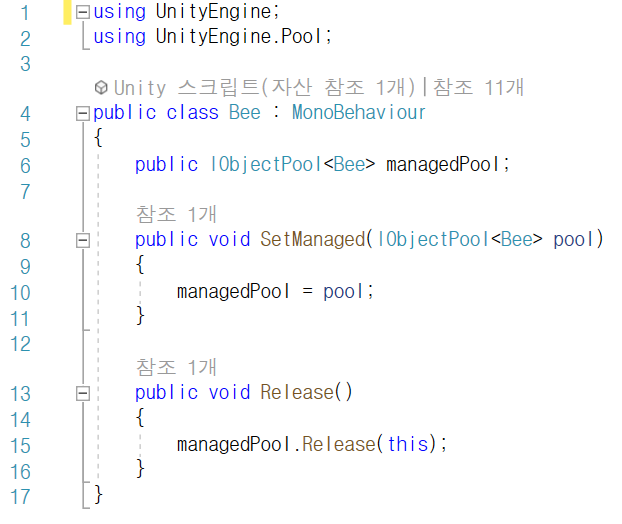 1 using UnityEngine;
2 using UnityEngine.Pool;
3
Unity 스크립트(자산 참조 1개)|참조 11개
4 public class Bee : MonoBehaviour
5 {
6 public IObjectPool<Bee> managedPool;
7
참조 1개
8 public void SetManaged(IObjectPool<Bee> pool)
9 {
10 managedPool = pool;
11 }
12
참조 1개
13 public void Release()
14 {
15 managedPool.Release(this);
16 }
17 }